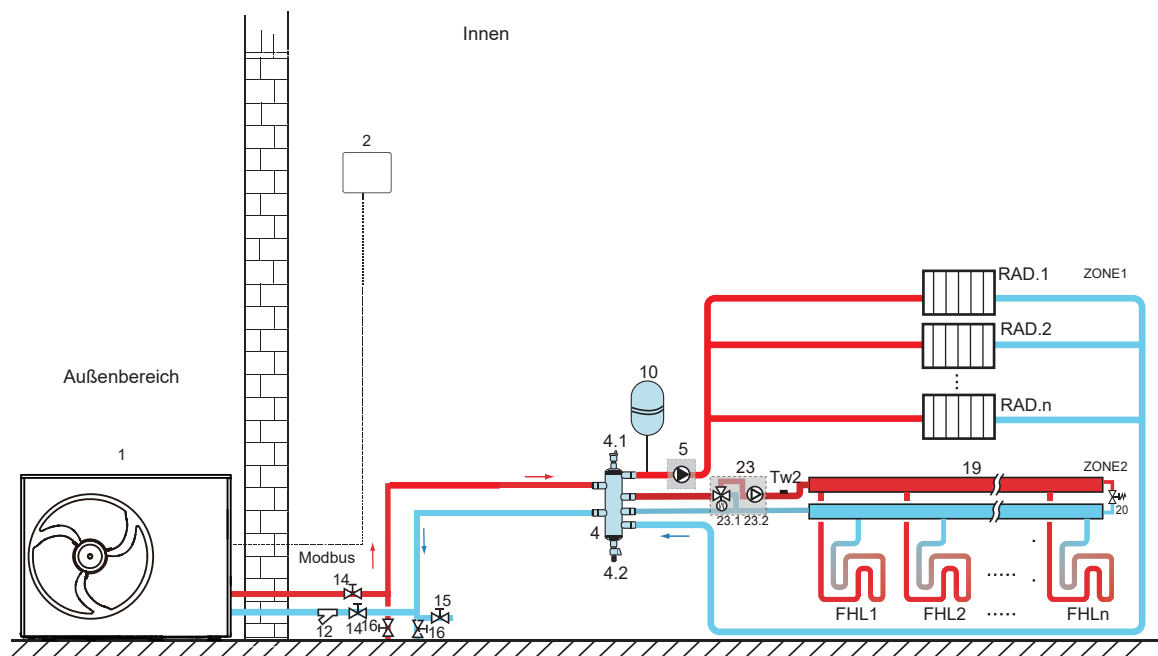 Innen
2
Außenbereich
1
Modbus
14
12
14
16
15
16
RAD.1
ZONE1
RAD.2
RAD.n
10
4.1
5
23
Tw2
19
ZONE2
20
4
23.1
23.2
4.2
FHL1
FHL2
FHLn